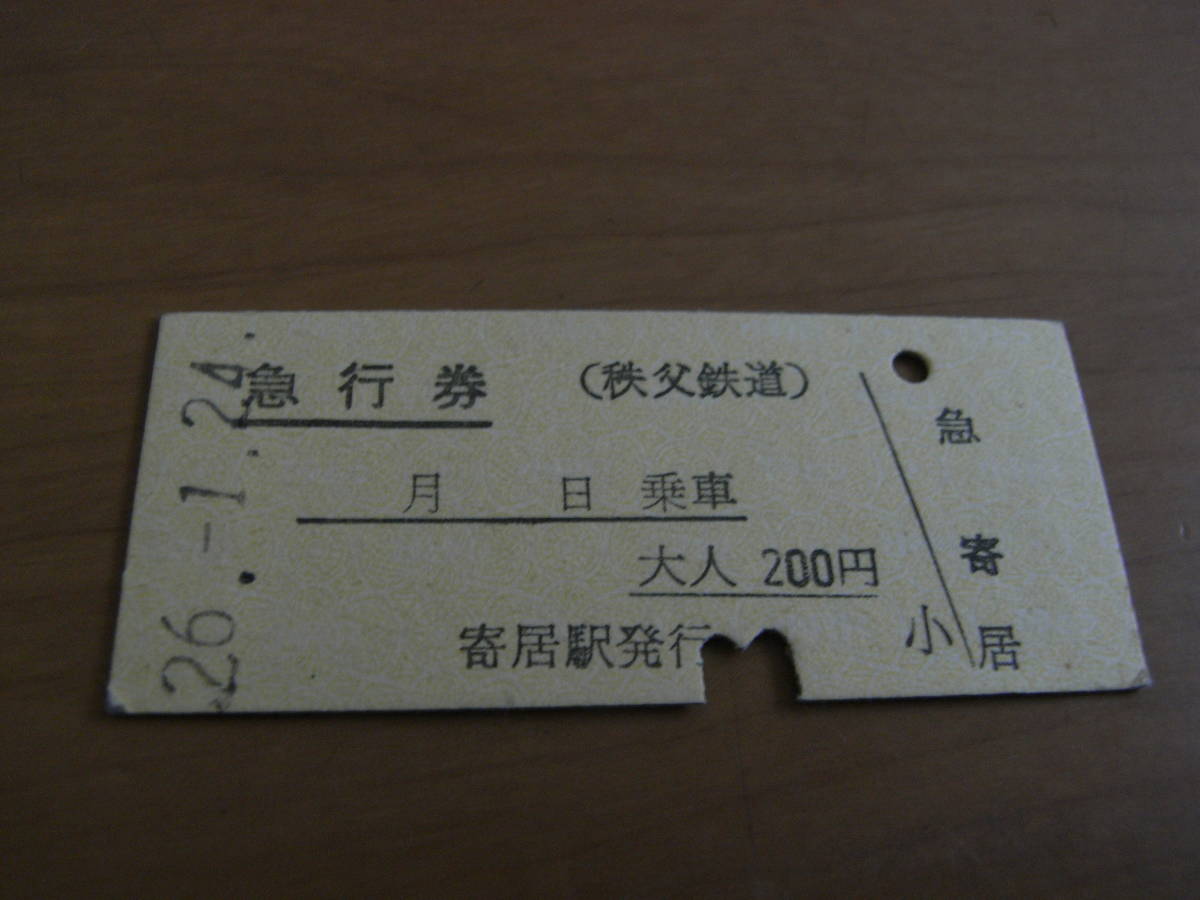 26.-1.24.
急行券 (秩父鉄道)
月 日 乗車
大人 200円
寄居駅発行
小
急
寄
居